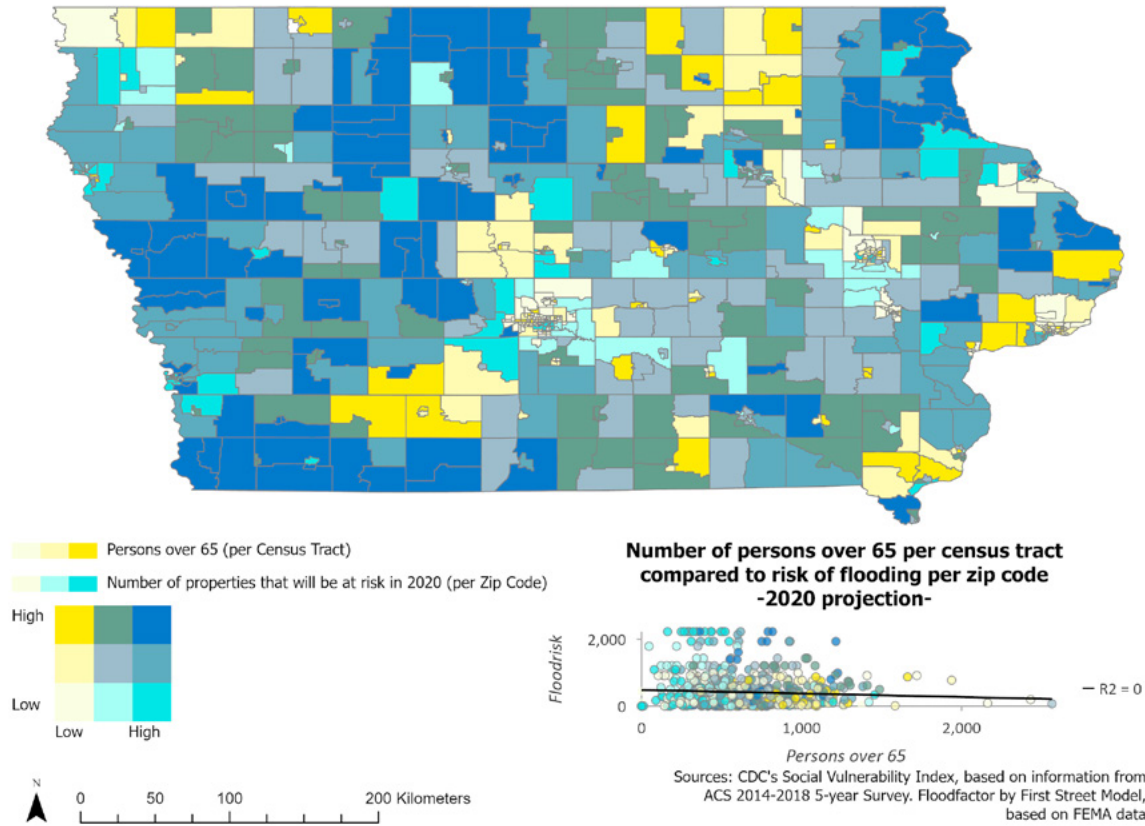 Persons over 65 (per Census Tract)
Number of properties that will be at risk in 2020 (per Zip Code)
High
Low
Low High
N
0 50 100 200 Kilometers
Number of persons over 65 per census tract
compared to risk of flooding per zip code
-2020 projection-
Floodrisk
2,000
0
0 1,000 2,000
R2 = 0
Persons over 65
Sources: CDC's Social Vulnerability Index, based on information from
ACS 2014-2018 5-year Survey. Floodfactor by First Street Model,
based on FEMA data